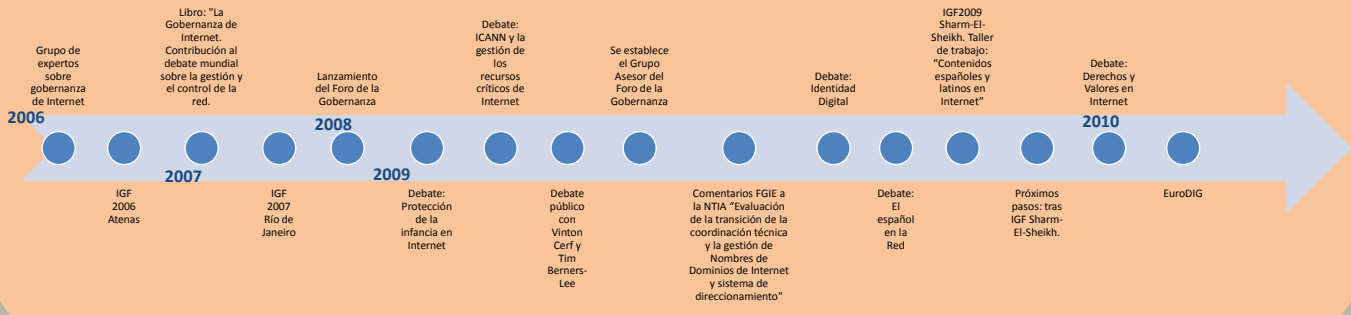 2006
Grupo de
expertos
sobre
gobernanza
de Internet
IGF
2006
Atenas
2007
Libro: "La
Gobernanza de
Internet.
Contribución al
debate mundial
sobre la gestión y
el control de la
red.
IGF
2007
Río de
Janeiro
2008
Lanzamiento
del Foro de la
Gobernanza
2009
Debate:
Protección
de la
infancia en
Internet
Debate:
ICANN y la
gestión de
los
recursos
críticos de
Internet
Debate
público
con
Vinton
Cerf y
Tim
Berners-
Lee
Se establece
el Grupo
Asesor del
Foro de la
Gobernanza
Comentarios FGIE a
la NTIA “Evaluación
de la transición de la
coordinación técnica
y la gestión de
Nombres de
Dominios de Internet
y sistema de
direccionamiento"
Debate:
Identidad
Digital
Debate:
El
español
en la
Red
IGF2009
Sharm-El-
Sheikh. Taller
de trabajo:
“Contenidos
españoles y
latinos en
Internet”
Próximos
pasos: tras
IGF Sharm-
El-Sheikh.
Debate:
Derechos y
Valores en
Internet
2010
EuroDIG